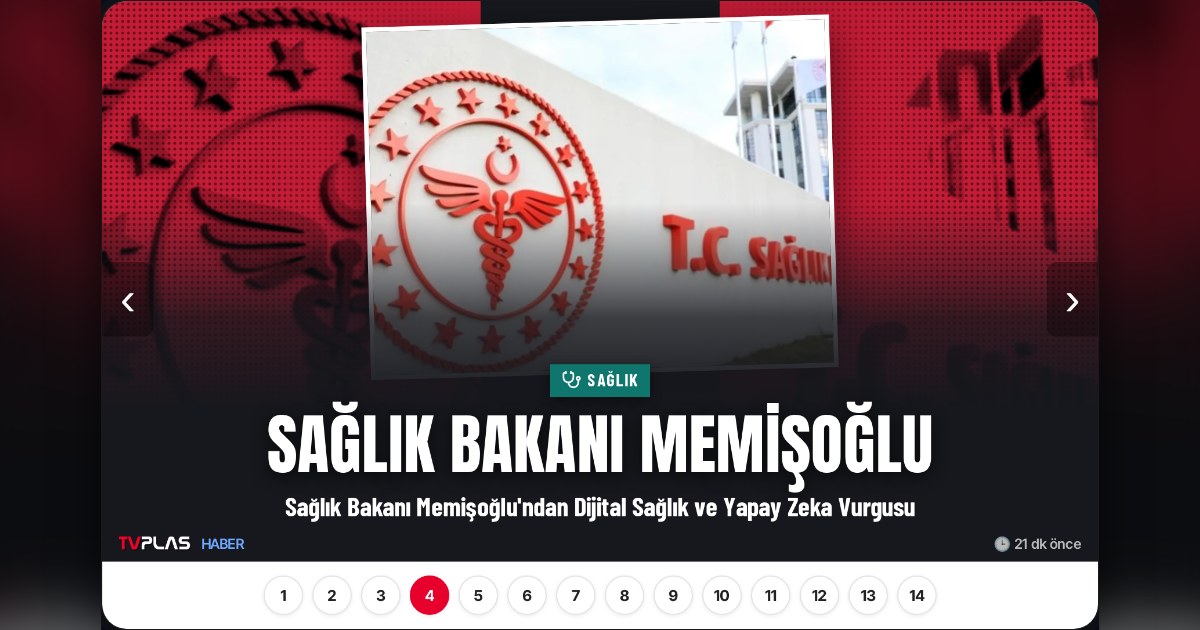 T.C. SAĞLIK
SAĞLIK
SAĞLIK BAKANI MEMİŞOĞLU
Sağlık Bakanı Memişoğlu'ndan Dijital Sağlık ve Yapay Zeka Vurgusu
TVPLAS HABER
21 dk önce
1 2 3 4 5 6 7 8 9 10 11 12 13 14